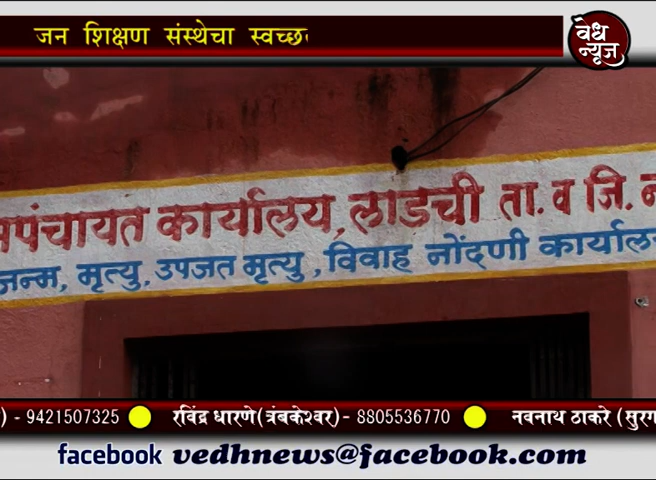 जन शिक्षण संस्थेचा स्वच्छ
वेध
न्यूज
पंचायत कार्यालय, लाडची ता. व जि. न
जन्म, मृत्यु, उपजत मृत्यु, विवाह नोंदणी कार्याल
) - 9421507325 रविंद्र धारणे(त्रंबकेश्वर)- 8805536770 नवनाथ ठाकरे (सुरग
facebook vedhnews@facebook.com